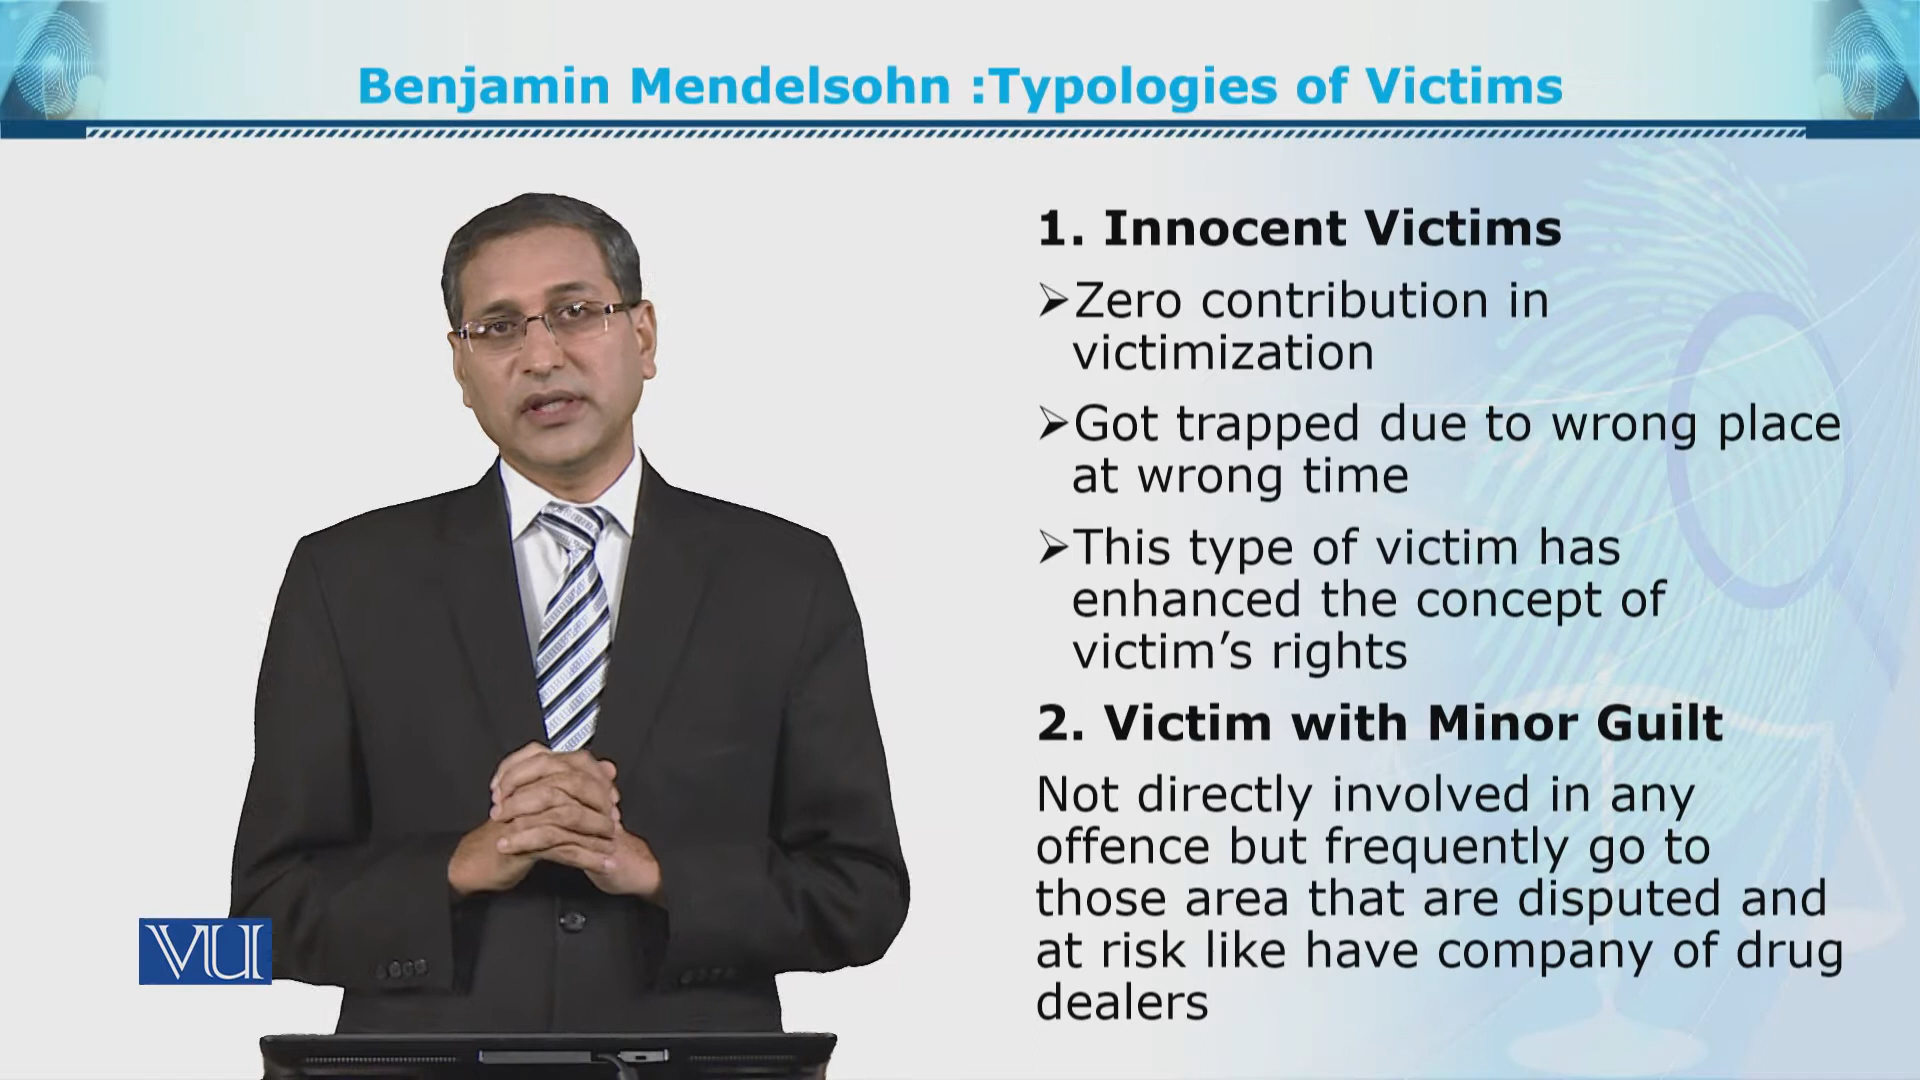 Benjamin Mendelsohn :Typologies of Victims
1. Innocent Victims
➢Zero contribution in
victimization
➢Got trapped due to wrong place
at wrong time
➢This type of victim has
enhanced the concept of
victim’s rights
2. Victim with Minor Guilt
Not directly involved in any
offence but frequently go to
those area that are disputed and
at risk like have company of drug
dealers
VU